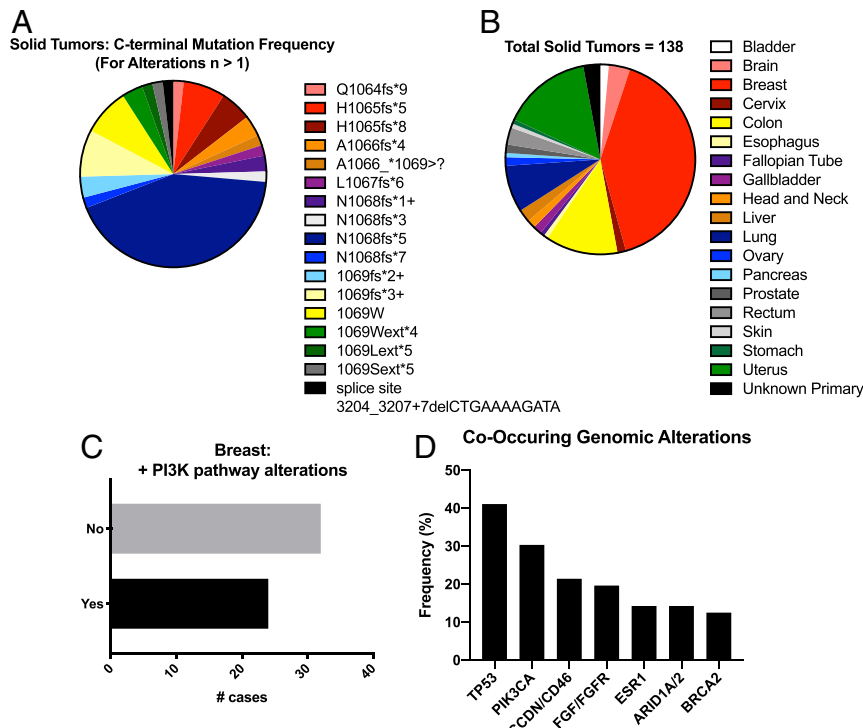 A
Solid Tumors: C-terminal Mutation Frequency
(For Alterations n > 1)
Q1064fs*9
H1065fs*5
H1065fs*8
A1066fs*4
A1066_*1069>?
L1067fs*6
N1068fs*1+
N1068fs*3
N1068fs*5
N1068fs*7
1069fs*2+
1069fs*3+
1069W
1069Wext*4
1069Lext*5
1069Sext*5
splice site
3204_3207+7delCTGAAAAGATA
B
Total Solid Tumors = 138
Bladder
Brain
Breast
Cervix
Colon
Esophagus
Fallopian Tube
Gallbladder
Head and Neck
Liver
Lung
Ovary
Pancreas
Prostate
Rectum
Skin
Stomach
Uterus
Unknown Primary
C
Breast:
+ PI3K pathway alterations
No
Yes
0 10 20 30 40
# cases
D
Co-Occuring Genomic Alterations
Frequency (%)
50
40
30
20
10
0
TP53
PIK3CA
CCDN/CD46
FGF/FGFR
ESR1
ARID1A/2
BRCA2